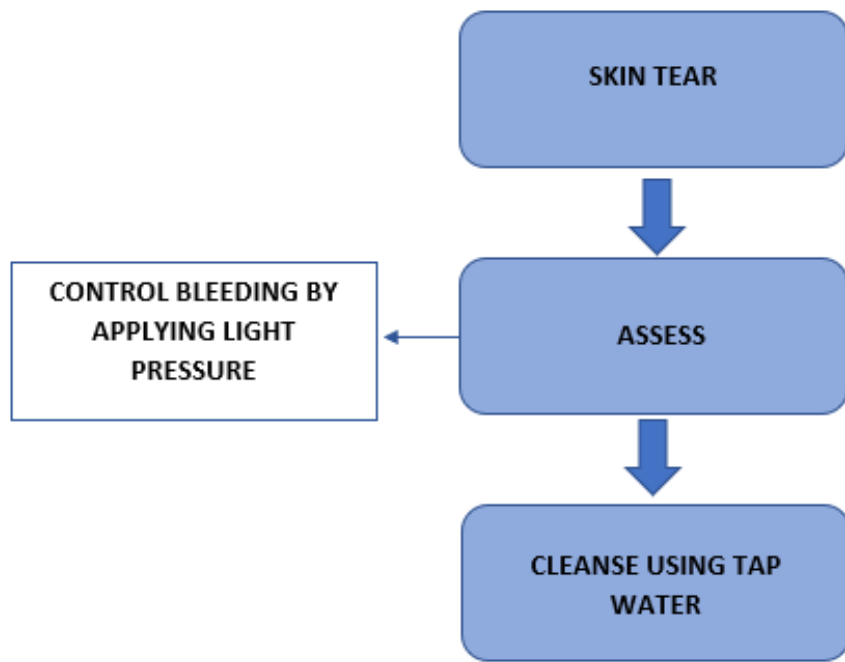 SKIN TEAR
CONTROL BLEEDING BY
APPLYING LIGHT
PRESSURE
ASSESS
CLEANSE USING TAP
WATER